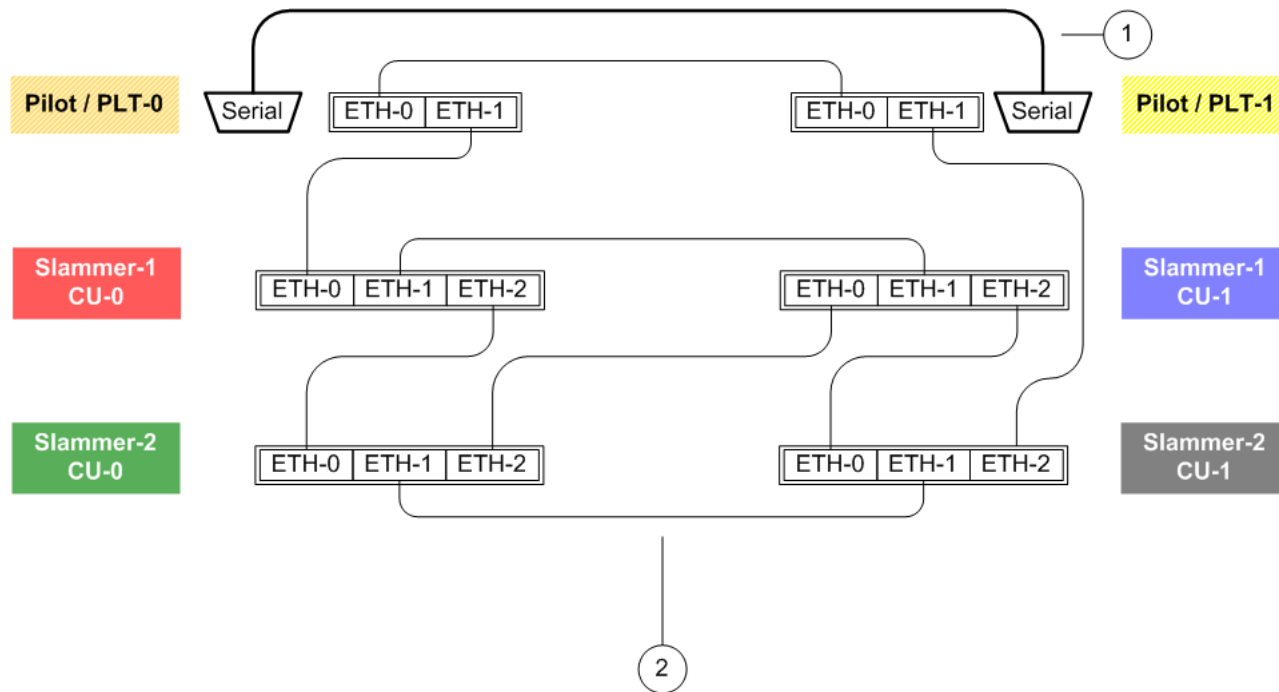 1
Pilot / PLT-0
Serial
ETH-0 ETH-1
ETH-0 ETH-1
Serial
Pilot / PLT-1
Slammer-1
CU-0
ETH-0 ETH-1 ETH-2
ETH-0 ETH-1 ETH-2
Slammer-1
CU-1
Slammer-2
CU-0
ETH-0 ETH-1 ETH-2
ETH-0 ETH-1 ETH-2
Slammer-2
CU-1
2